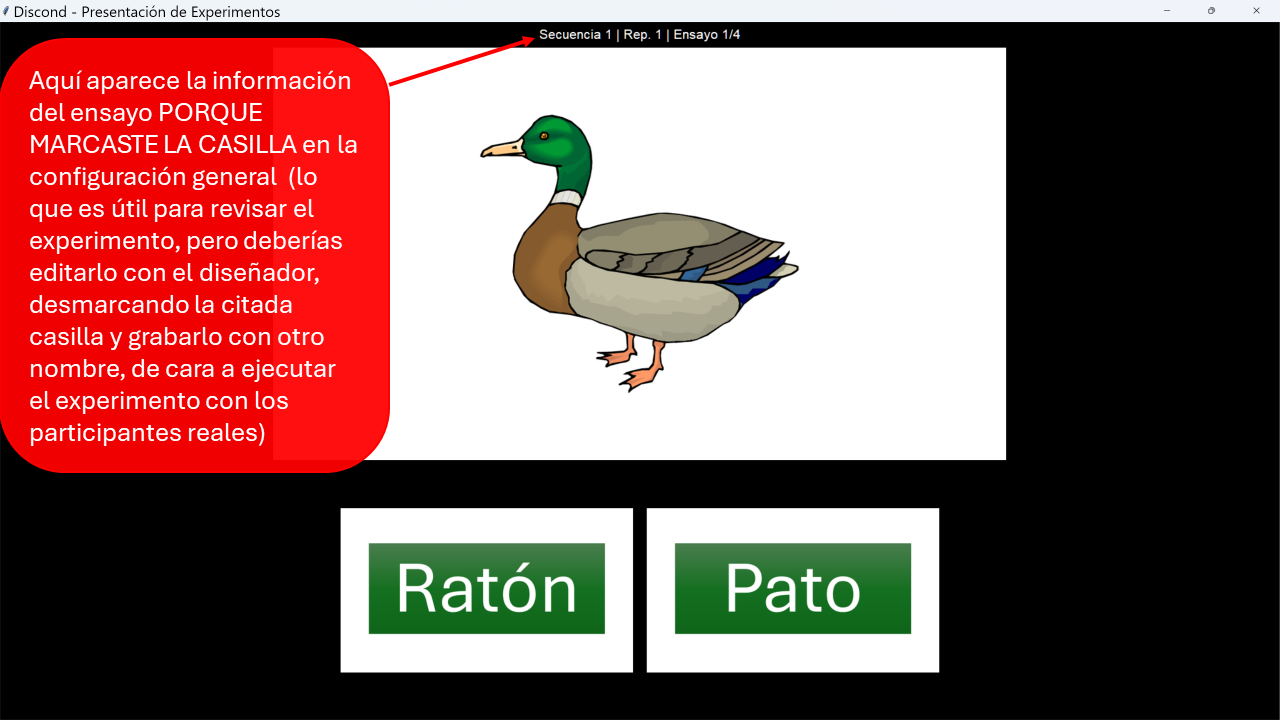 Discond - Presentación de Experimentos
Secuencia 1 | Rep. 1 | Ensayo 1/4
Aquí aparece la información
del ensayo PORQUE
MARCASTE LA CASILLA en la
configuración general (lo
que es útil para revisar el
experimento, pero deberías
editarlo con el diseñador,
desmarcando la citada
casilla y grabarlo con otro
nombre, de cara a ejecutar
el experimento con los
participantes reales)
Ratón
Pato